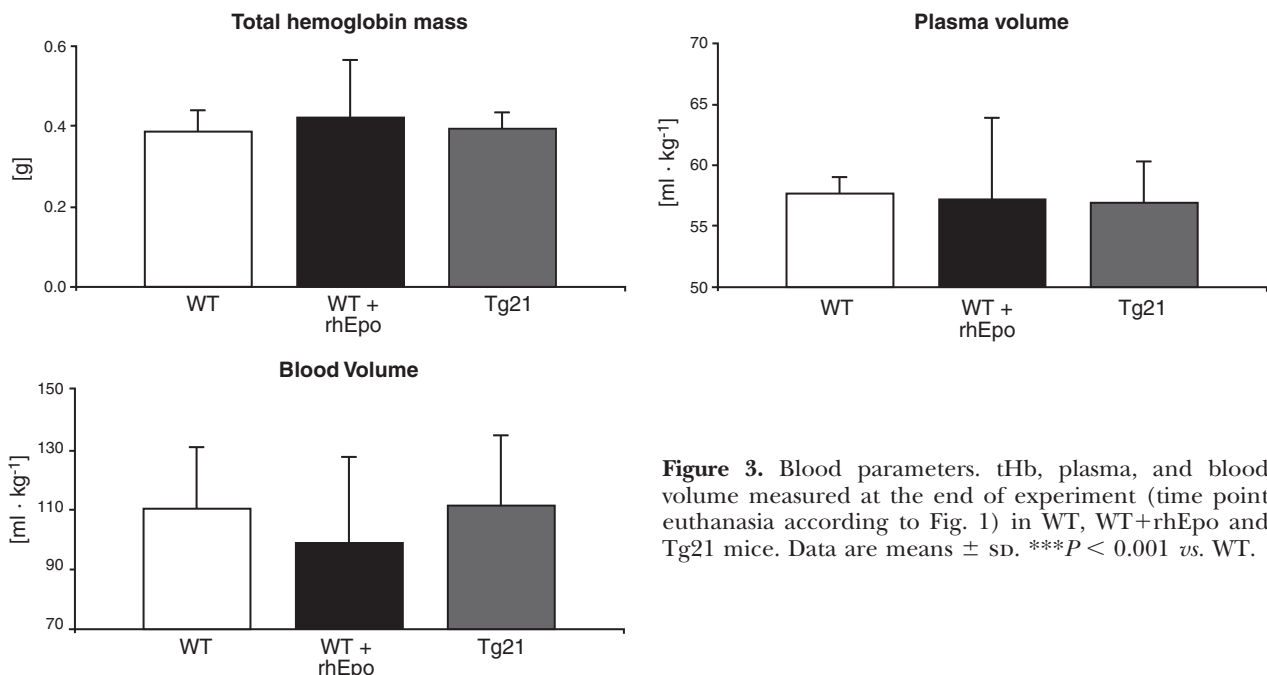 Total hemoglobin mass
0.6
0.4
0.2
0.0
[g]
WT
WT +
rhEpo
Tg21
Plasma volume
70
65
60
55
50
[ml · kg⁻¹]
WT
WT +
rhEpo
Tg21
Blood Volume
150
130
110
90
70
[ml · kg⁻¹]
WT
WT +
rhEpo
Tg21
Figure 3. Blood parameters. tHb, plasma, and blood
volume measured at the end of experiment (time point
euthanasia according to Fig. 1) in WT, WT+rhEpo and
Tg21 mice. Data are means ± SD. ***P < 0.001 vs. WT.